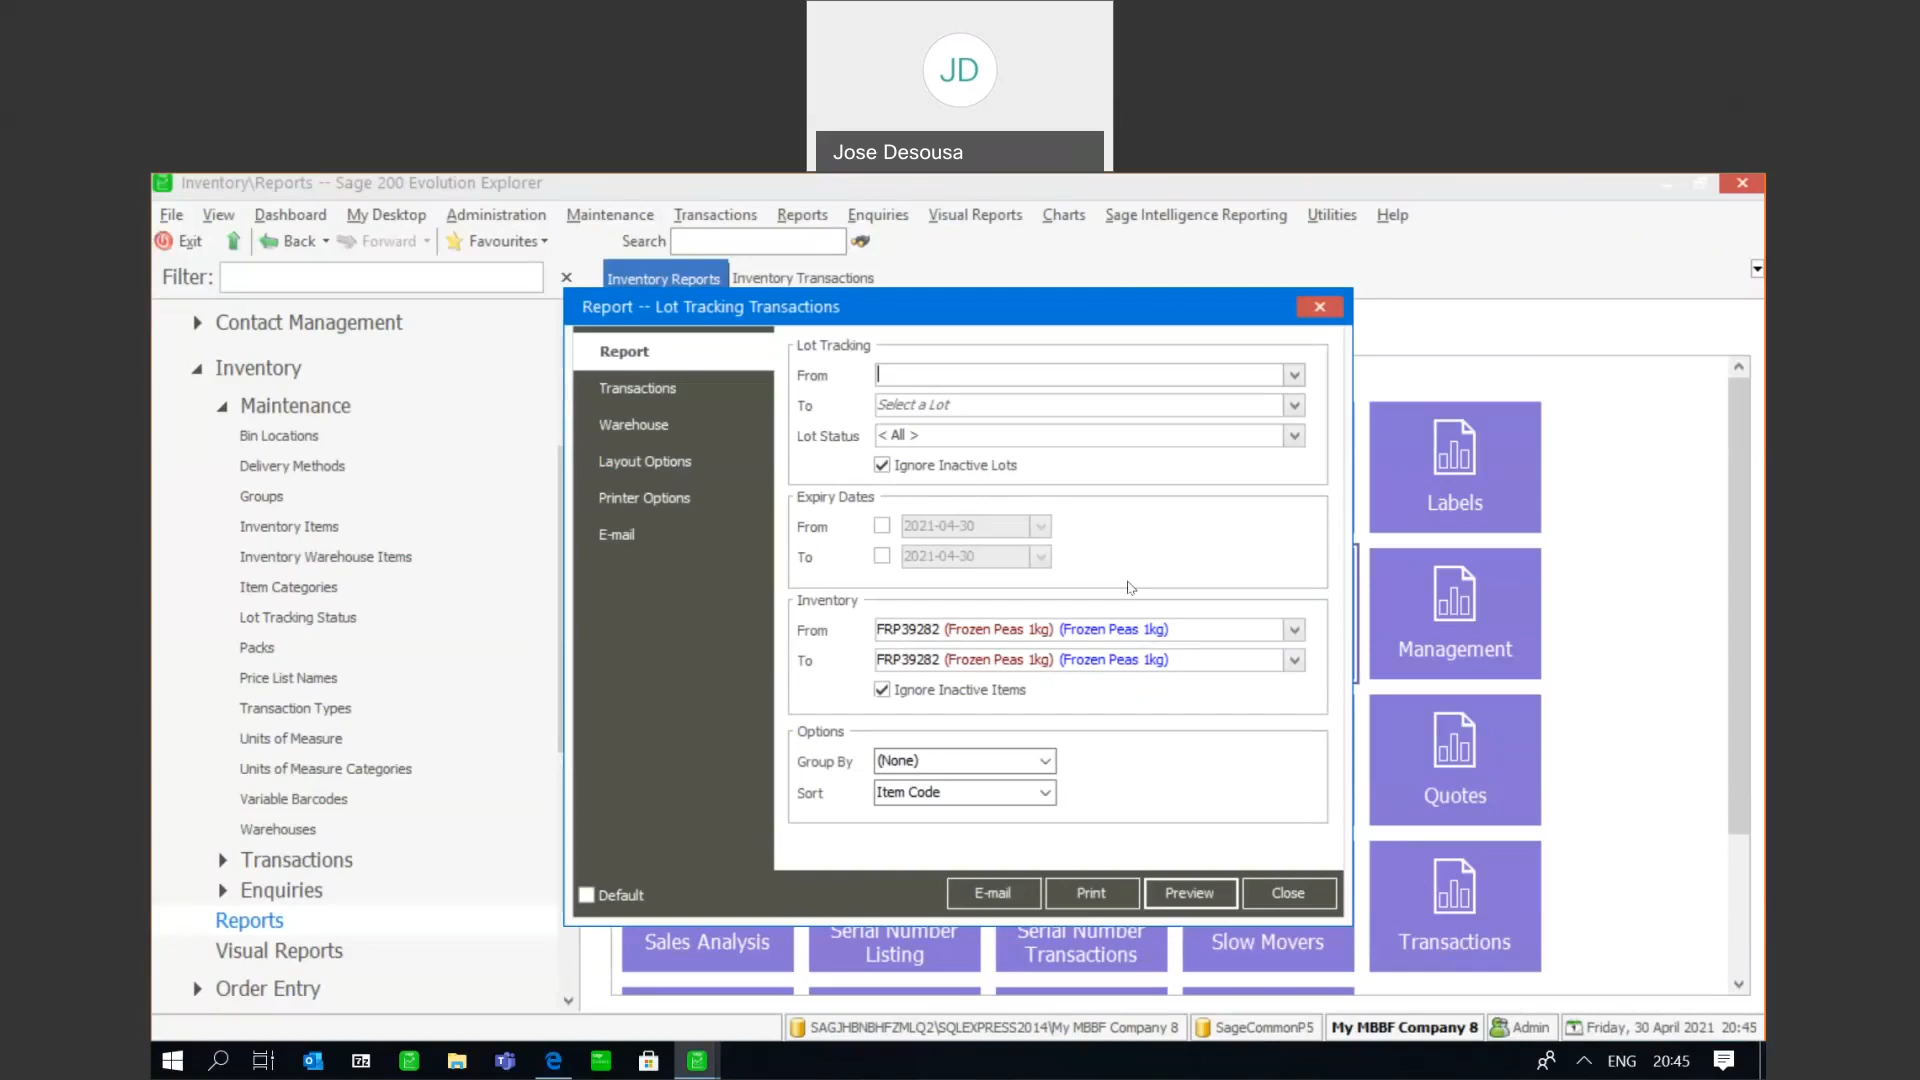 JD
Jose Desousa
Inventory\Reports -- Sage 200 Evolution Explorer
File View Dashboard My Desktop Administration Maintenance Transactions Reports Enquiries Visual Reports Charts Sage Intelligence Reporting Utilities Help
Exit Back Forward Favourites Search
Filter:
Inventory Reports Inventory Transactions
Contact Management
Inventory
Maintenance
Bin Locations
Delivery Methods
Groups
Inventory Items
Inventory Warehouse Items
Item Categories
Lot Tracking Status
Packs
Price List Names
Transaction Types
Units of Measure
Units of Measure Categories
Variable Barcodes
Warehouses
Transactions
Enquiries
Reports
Visual Reports
Order Entry
Report -- Lot Tracking Transactions
Report
Transactions
Warehouse
Layout Options
Printer Options
E-mail
Lot Tracking
From
To Select a Lot
Lot Status < All >
Ignore Inactive Lots
Expiry Dates
From 2021-04-30
To 2021-04-30
Inventory
From FRP39282 (Frozen Peas 1kg) (Frozen Peas 1kg)
To FRP39282 (Frozen Peas 1kg) (Frozen Peas 1kg)
Ignore Inactive Items
Options
Group By (None)
Sort Item Code
Default
E-mail Print Preview Close
Labels
Management
Quotes
Transactions
Sales Analysis
Serial Number
Listing
Serial Number
Transactions
Slow Movers
SAGJHBNBHFZMLQ2\SQLEXPRESS2014\My MBBF Company 8 SageCommonP5 My MBBF Company 8 Admin Friday, 30 April 2021 20:45
ENG 20:45